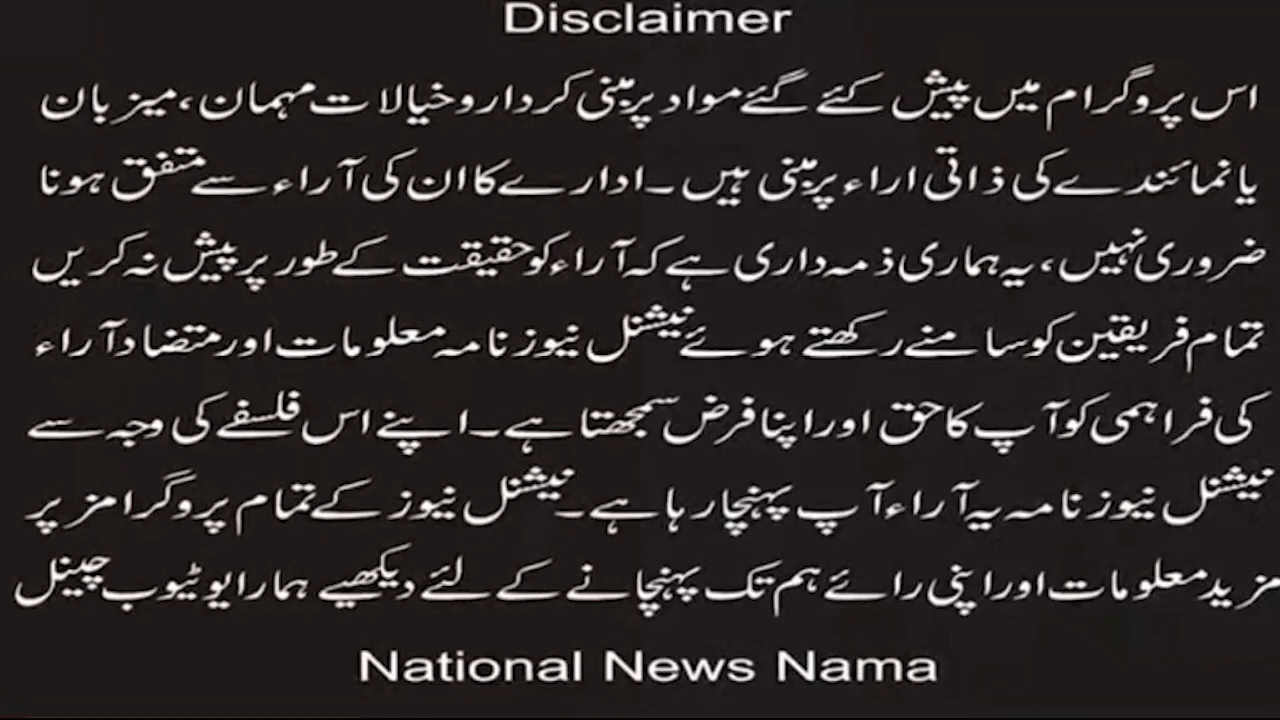 Disclaimer
اس پروگرام میں پیش کئے گئے مواد پر مبنی کردار و خیالات مہمان، میزبان
یا نمائندے کی ذاتی اراء پر مبنی ہیں۔ ادارے کا ان کی آراء سے متفق ہونا
ضروری نہیں، یہ ہماری ذمہ داری ہے کہ آراء کو حقیقت کے طور پر پیش نہ کریں
تمام فریقین کو سامنے رکھتے ہوئے نیشنل نیوز نامہ معلومات اور متضاد آراء
کی فراہمی کو آپ کا حق اور اپنا فرض سمجھتا ہے۔ اپنے اس فلسفے کی وجہ سے
نیشنل نیوز نامہ یہ آراء آپ پہنچا رہا ہے۔ نیشنل نیوز کے تمام پروگرامز پر
مزید معلومات اور اپنی رائے ہم تک پہنچانے کے لئے دیکھیے ہمارا یوٹیوب چینل
National News Nama